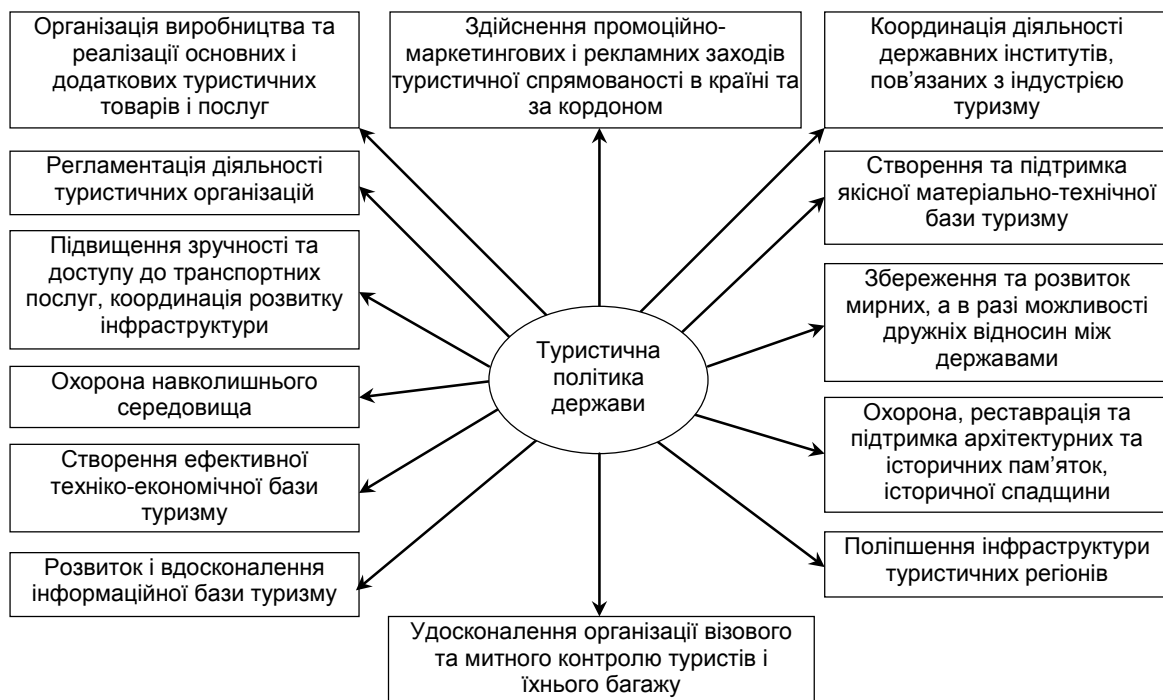 Організація виробництва та
реалізації основних і
додаткових туристичних
товарів і послуг
Здійснення промоційно-
маркетингових і рекламних заходів
туристичної спрямованості в країні та
за кордоном
Координація діяльності
державних інститутів,
пов’язаних з індустрією
туризму
Регламентація діяльності
туристичних організацій
Створення та підтримка
якісної матеріально-технічної
бази туризму
Підвищення зручності та
доступу до транспортних
послуг, координація розвитку
інфраструктури
Збереження та розвиток
мирних, а в разі можливості
дружніх відносин між
державами
Туристична
політика
держави
Охорона навколишнього
середовища
Охорона, реставрація та
підтримка архітектурних та
історичних пам’яток,
історичної спадщини
Створення ефективної
техніко-економічної бази
туризму
Поліпшення інфраструктури
туристичних регіонів
Розвиток і вдосконалення
інформаційної бази туризму
Удосконалення організації візового
та митного контролю туристів і
їхнього багажу